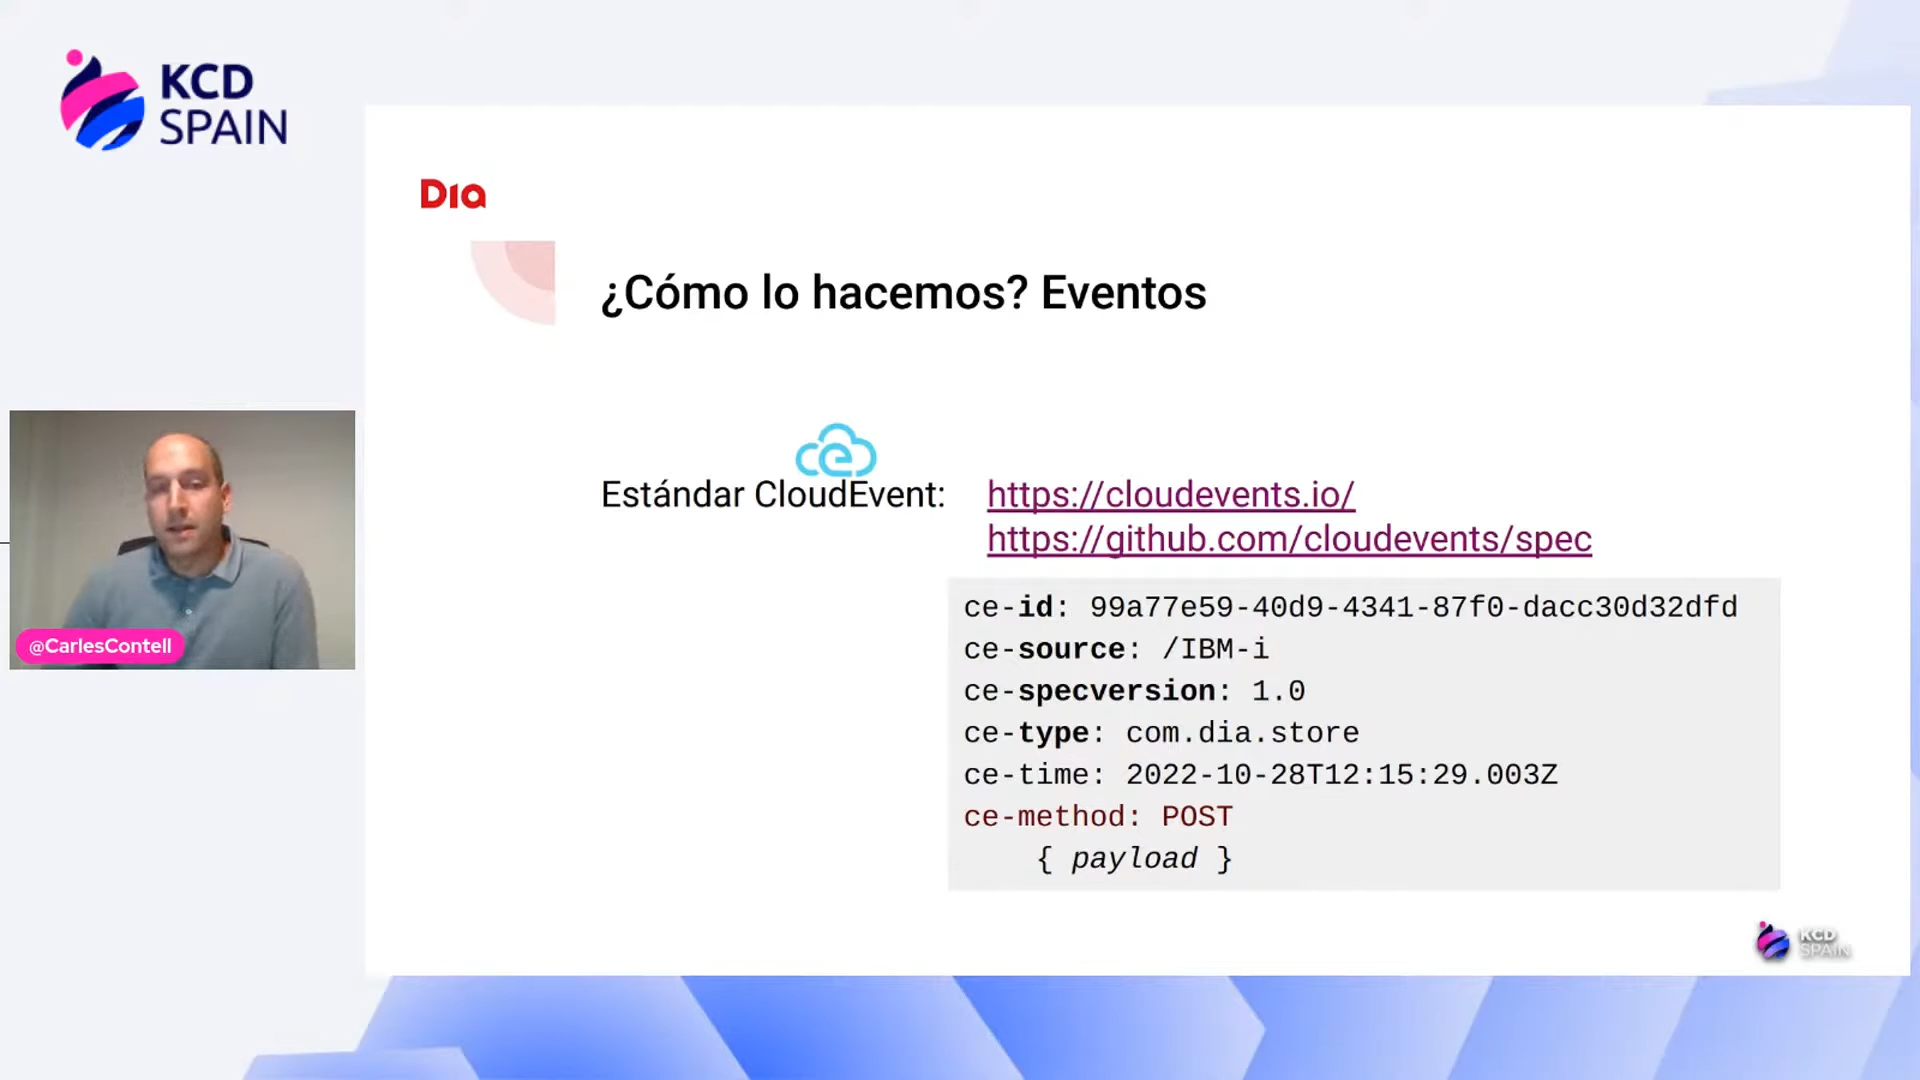 KCD
SPAIN
Dia
¿Cómo lo hacemos? Eventos
Estándar CloudEvent:
https://cloudevents.io/
https://github.com/cloudevents/spec
ce-id: 99a77e59-40d9-4341-87f0-dacc30d32dfd
ce-source: /IBM-i
ce-specversion: 1.0
ce-type: com.dia.store
ce-time: 2022-10-28T12:15:29.003Z
ce-method: POST
{ payload }
@CarlesContell
KCD
SPAIN